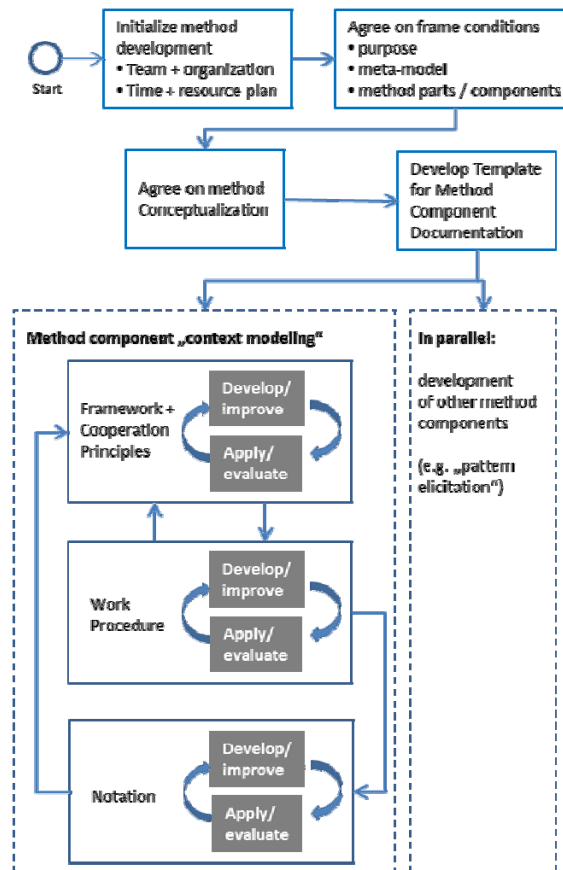 Initialize method
development
• Team + organization
• Time + resource plan
Agree on frame conditions
• purpose
• meta-model
• method parts / components
Start
Agree on method
Conceptualization
Develop Template
for Method
Component
Documentation
Method component „context modeling“
Framework +
Cooperation
Principles
Develop/
improve
Apply/
evaluate
Work
Procedure
Develop/
improve
Apply/
evaluate
Notation
Develop/
improve
Apply/
evaluate
In parallel:
development
of other method
components
(e.g. „pattern
elicitation“)